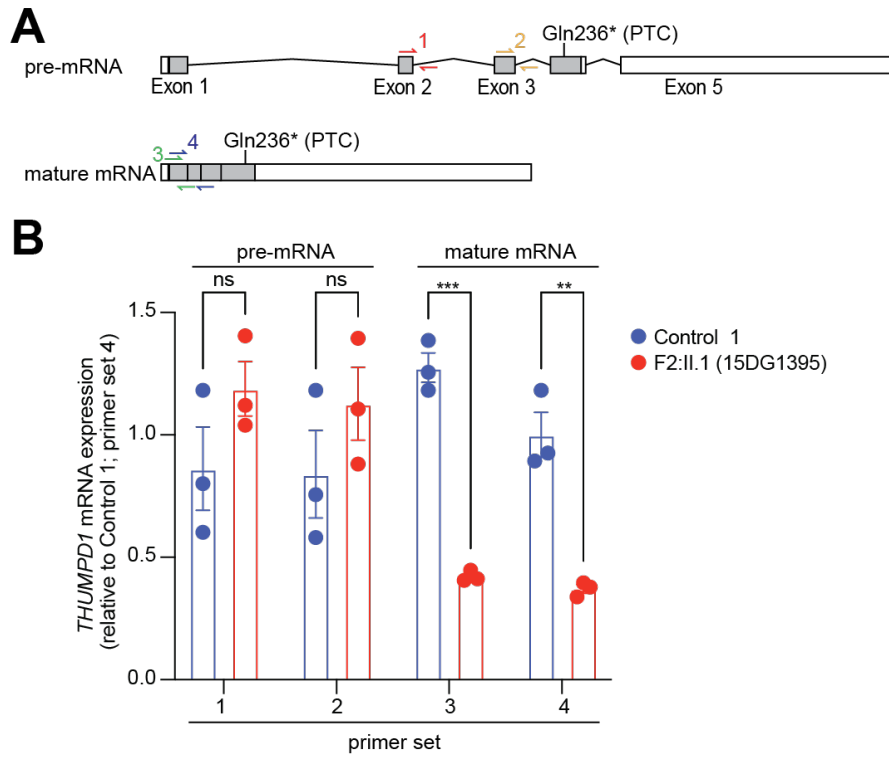 A
Gln236* (PTC)
1
2
pre-mRNA
Exon 1
Exon 2
Exon 3
Exon 5
Gln236* (PTC)
3
4
mature mRNA
B
pre-mRNA
mature mRNA
ns
ns
***
**
1.5
1.0
0.5
0.0
THUMPD1 mRNA expression
(relative to Control 1; primer set 4)
Control 1
F2:II.1 (15DG1395)
1
2
3
4
primer set